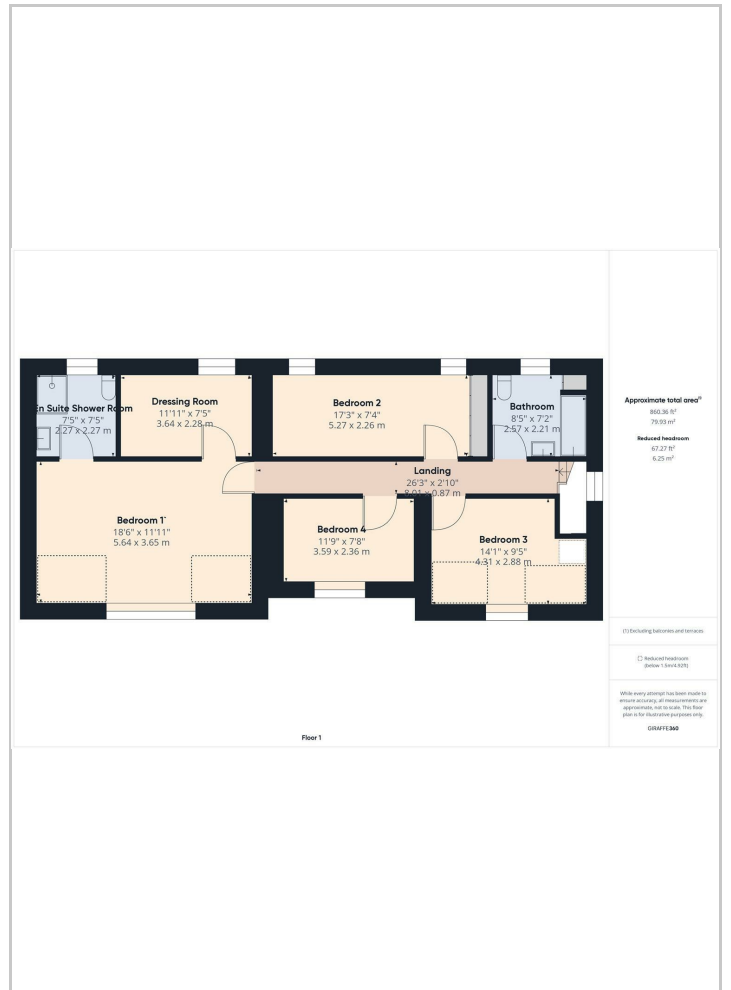 En Suite Shower Room
7'5" x 7'5"
2.27 x 2.27 m
Dressing Room
11'11" x 7'5"
3.64 x 2.28 m
Bedroom 2
17'3" x 7'4"
5.27 x 2.26 m
Bathroom
8'5" x 7'2"
2.57 x 2.21 m
Landing
26'3" x 2'10"
8.01 x 0.87 m
Bedroom 1`
18'6" x 11'11"
5.64 x 3.65 m
Bedroom 4
11'9" x 7'8"
3.59 x 2.36 m
Bedroom 3
14'1" x 9'5"
4.31 x 2.88 m
Floor 1
Approximate total area⁽¹⁾
860.36 ft²
79.93 m²
Reduced headroom
67.27 ft²
6.25 m²
(1) Excluding balconies and terraces
Reduced headroom
(below 1.5m/4.92ft)
While every attempt has been made to
ensure accuracy, all measurements are
approximate, not to scale. This floor
plan is for illustrative purposes only.
GIRAFFE360